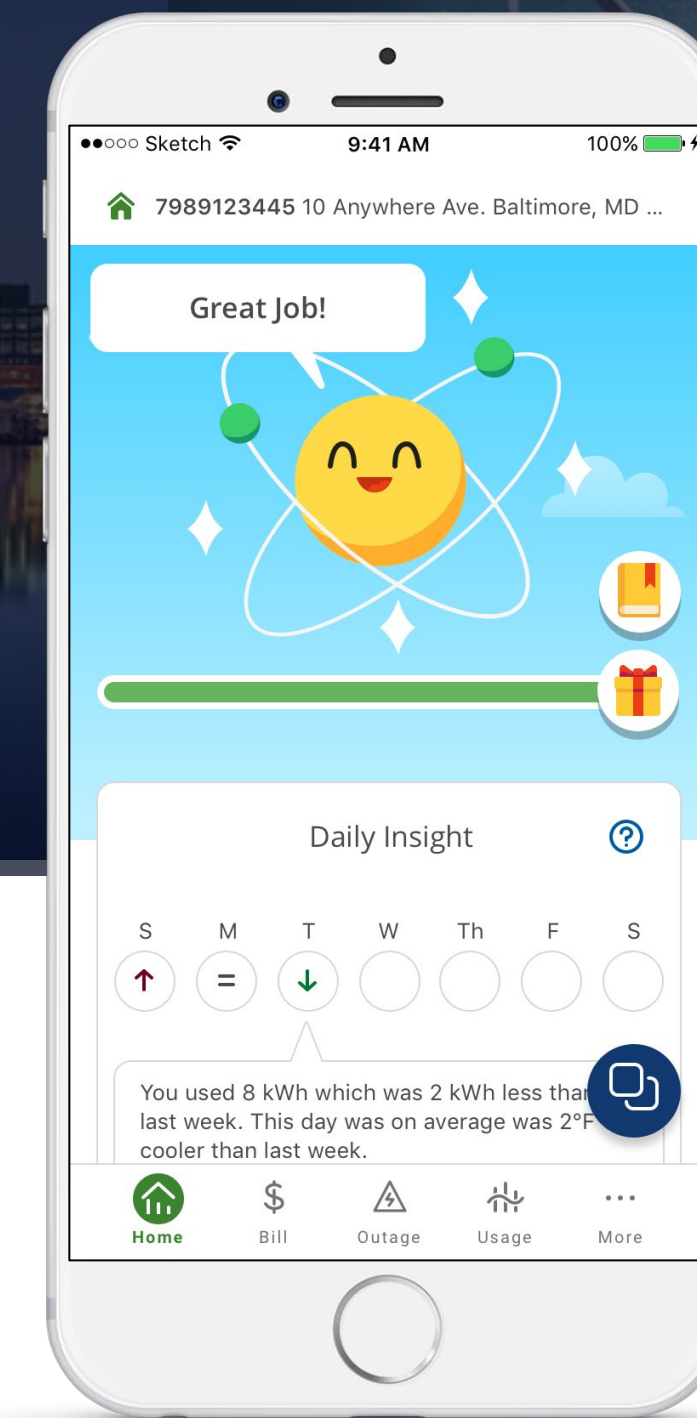 Sketch 9:41 AM 100%
7989123445 10 Anywhere Ave. Baltimore, MD ...
Great Job!
Daily Insight ?
S M T W Th F S
=
You used 8 kWh which was 2 kWh less
last week. This day was on average was 2°F
cooler than last week.
Home Bill Outage Usage More